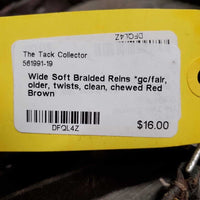 DFQL4Z
The Tack Collector
561991-19
Wide Soft Braided Reins *gc/fair,
older, twists, clean, chewed Red
Brown
$16.00
DFQL4Z